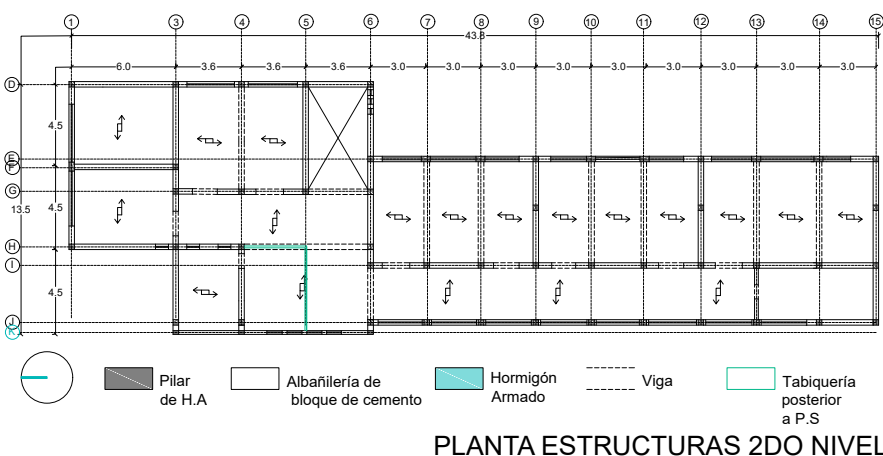 1 3 4 5 6 7 8 9 10 11 12 13 14 15
43.8
6.0 3.6 3.6 3.6 3.0 3.0 3.0 3.0 3.0 3.0 3.0 3.0 3.0
D
4.5
E
F
G
13.5
4.5
H
I
4.5
J
K
Pilar
de H.A
Albañilería de
bloque de cemento
Hormigón
Armado
Viga
Tabiquería
posterior
a P.S
PLANTA ESTRUCTURAS 2DO NIVEL